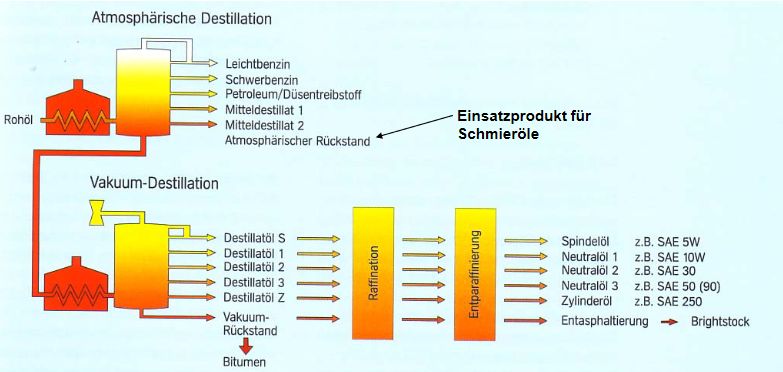 Atmosphärische Destillation
Leichtbenzin
Schwerbenzin
Petroleum/Düsentreibstoff
Rohöl
Mitteldestillat 1
Mitteldestillat 2
Atmosphärischer Rückstand
Einsatzprodukt für
Schmieröle
Vakuum-Destillation
Destillatöl S
Destillatöl 1
Destillatöl 2
Destillatöl 3
Destillatöl Z
Vakuum-
Rückstand
Bitumen
Raffination
Entparaffinierung
Spindelöl z.B. SAE 5W
Neutralöl 1 z.B. SAE 10W
Neutralöl 2 z.B. SAE 30
Neutralöl 3 z.B. SAE 50 (90)
Zylinderöl z.B. SAE 250
Entasphaltierung Brightstock